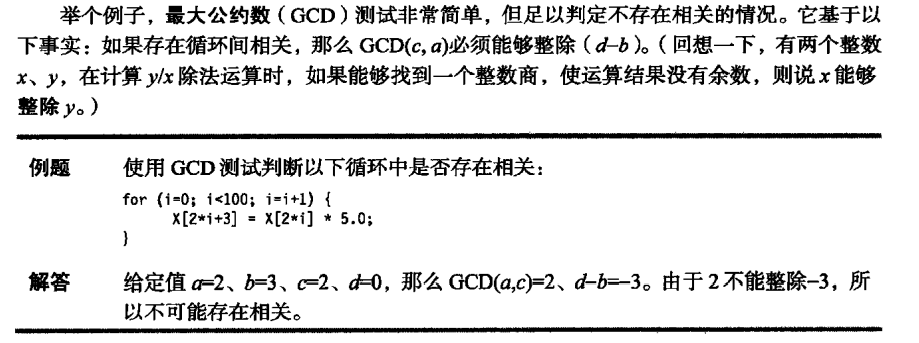 举个例子，最大公约数（GCD）测试非常简单，但足以判定不存在相关的情况。它基于以
下事实：如果存在循环间相关，那么 GCD(c, a)必须能够整除（d–b）。（回想一下，有两个整数
x、y，在计算 y/x 除法运算时，如果能够找到一个整数商，使运算结果没有余数，则说 x 能够
整除 y。）
例题 使用 GCD 测试判断以下循环中是否存在相关：
for (i=0; i<100; i=i+1) {
X[2*i+3] = X[2*i] * 5.0;
}
解答 给定值 a=2、b=3、c=2、d=0，那么 GCD(a,c)=2、d–b=–3。由于 2 不能整除–3，所
以不可能存在相关。